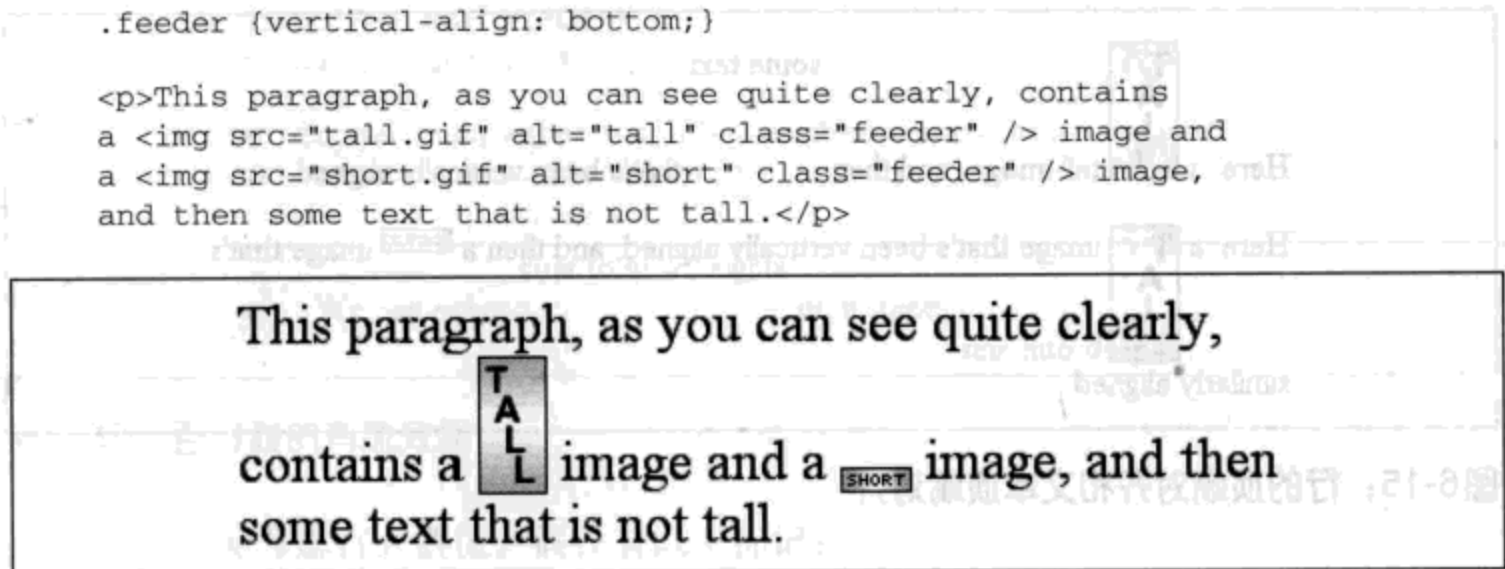 .feeder {vertical-align: bottom;}
<p>This paragraph, as you can see quite clearly, contains
a <img src="tall.gif" alt="tall" class="feeder" /> image and
a <img src="short.gif" alt="short" class="feeder" /> image,
and then some text that is not tall.</p>
This paragraph, as you can see quite clearly,
contains a TALL image and a SHORT image, and then
some text that is not tall.